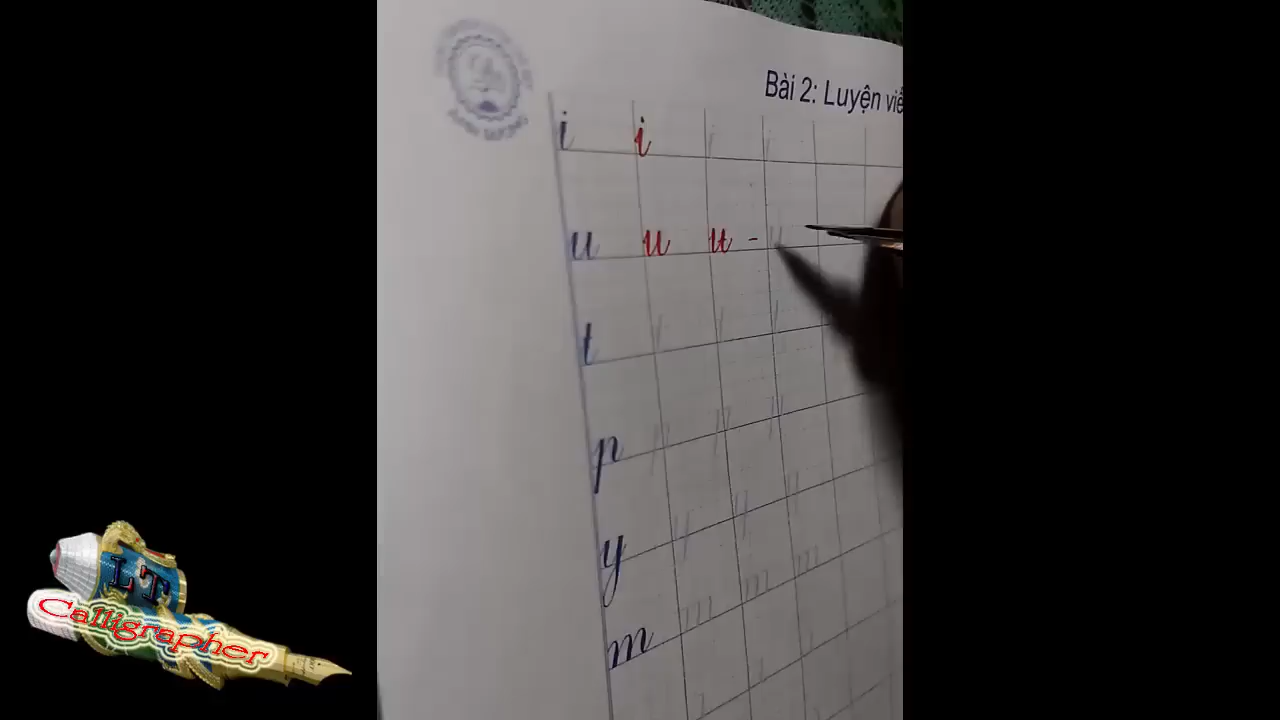 Bài 2: Luyện viế
i i
u u u -
t
p
y
m
LT
Calligrapher